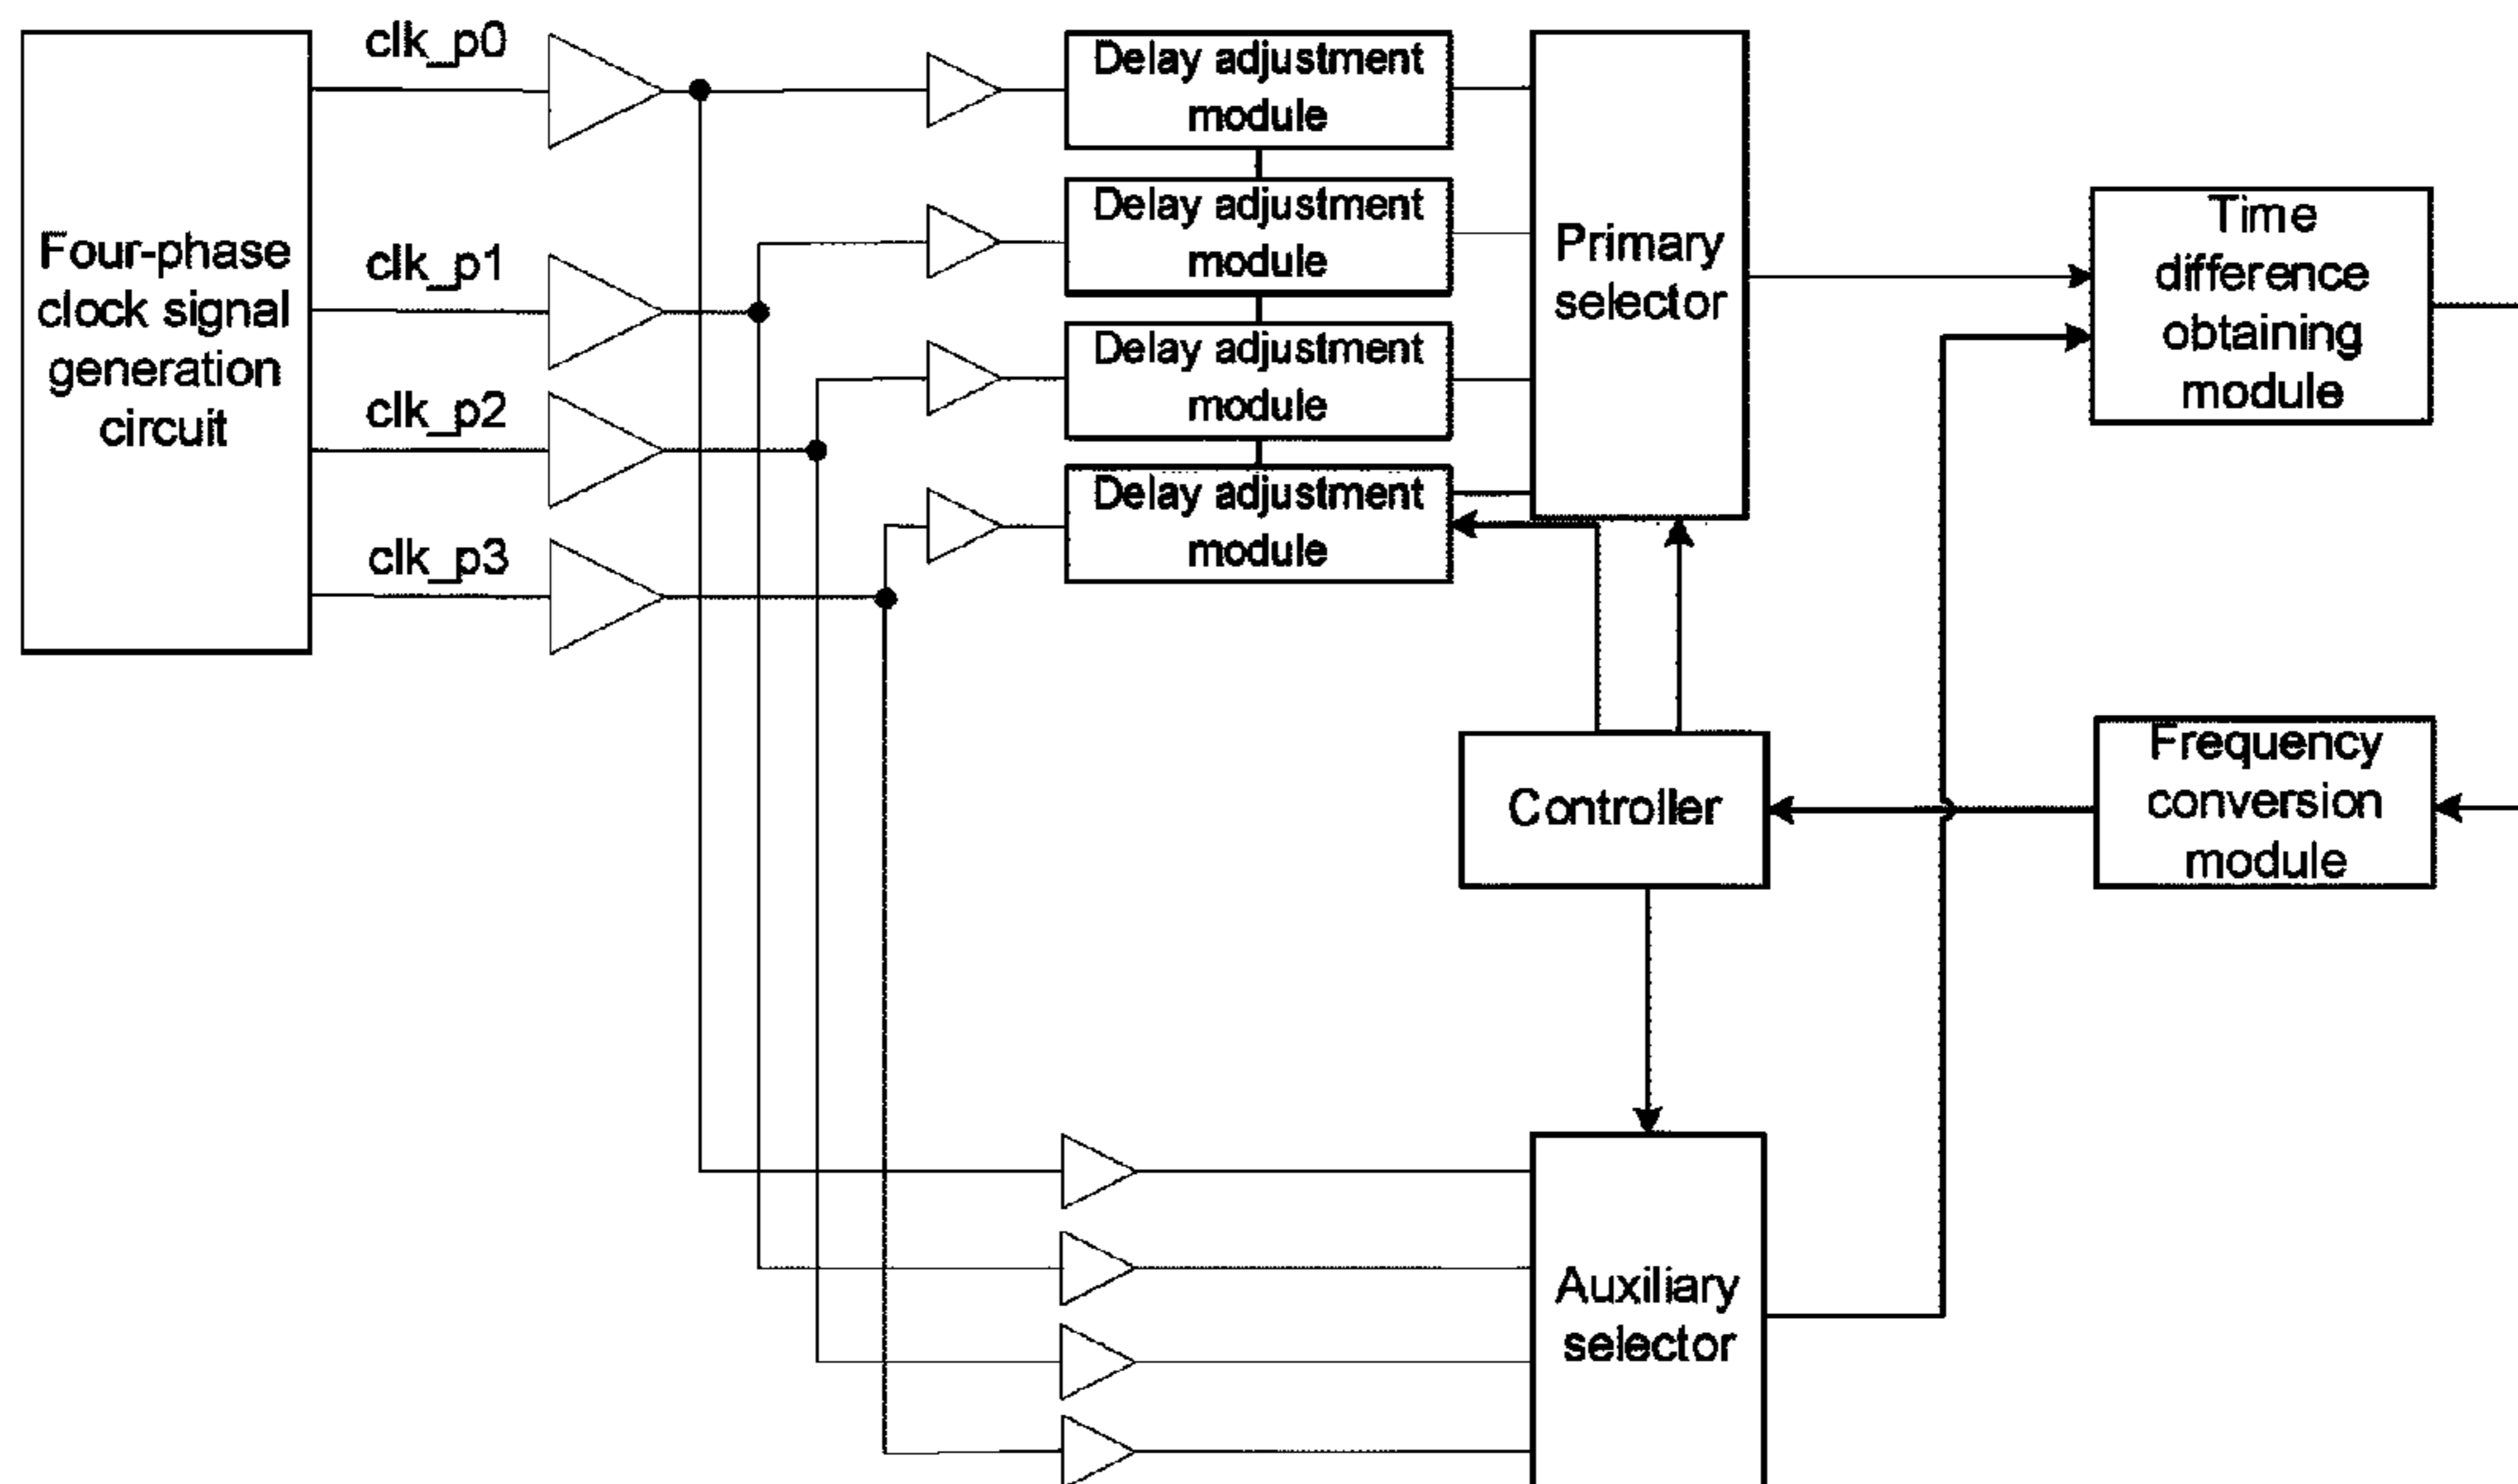 Four-phase
clock signal
generation
circuit
clk_p0
clk_p1
clk_p2
clk_p3
Delay adjustment
module
Delay adjustment
module
Delay adjustment
module
Delay adjustment
module
Primary
selector
Time
difference
obtaining
module
Controller
Frequency
conversion
module
Auxiliary
selector